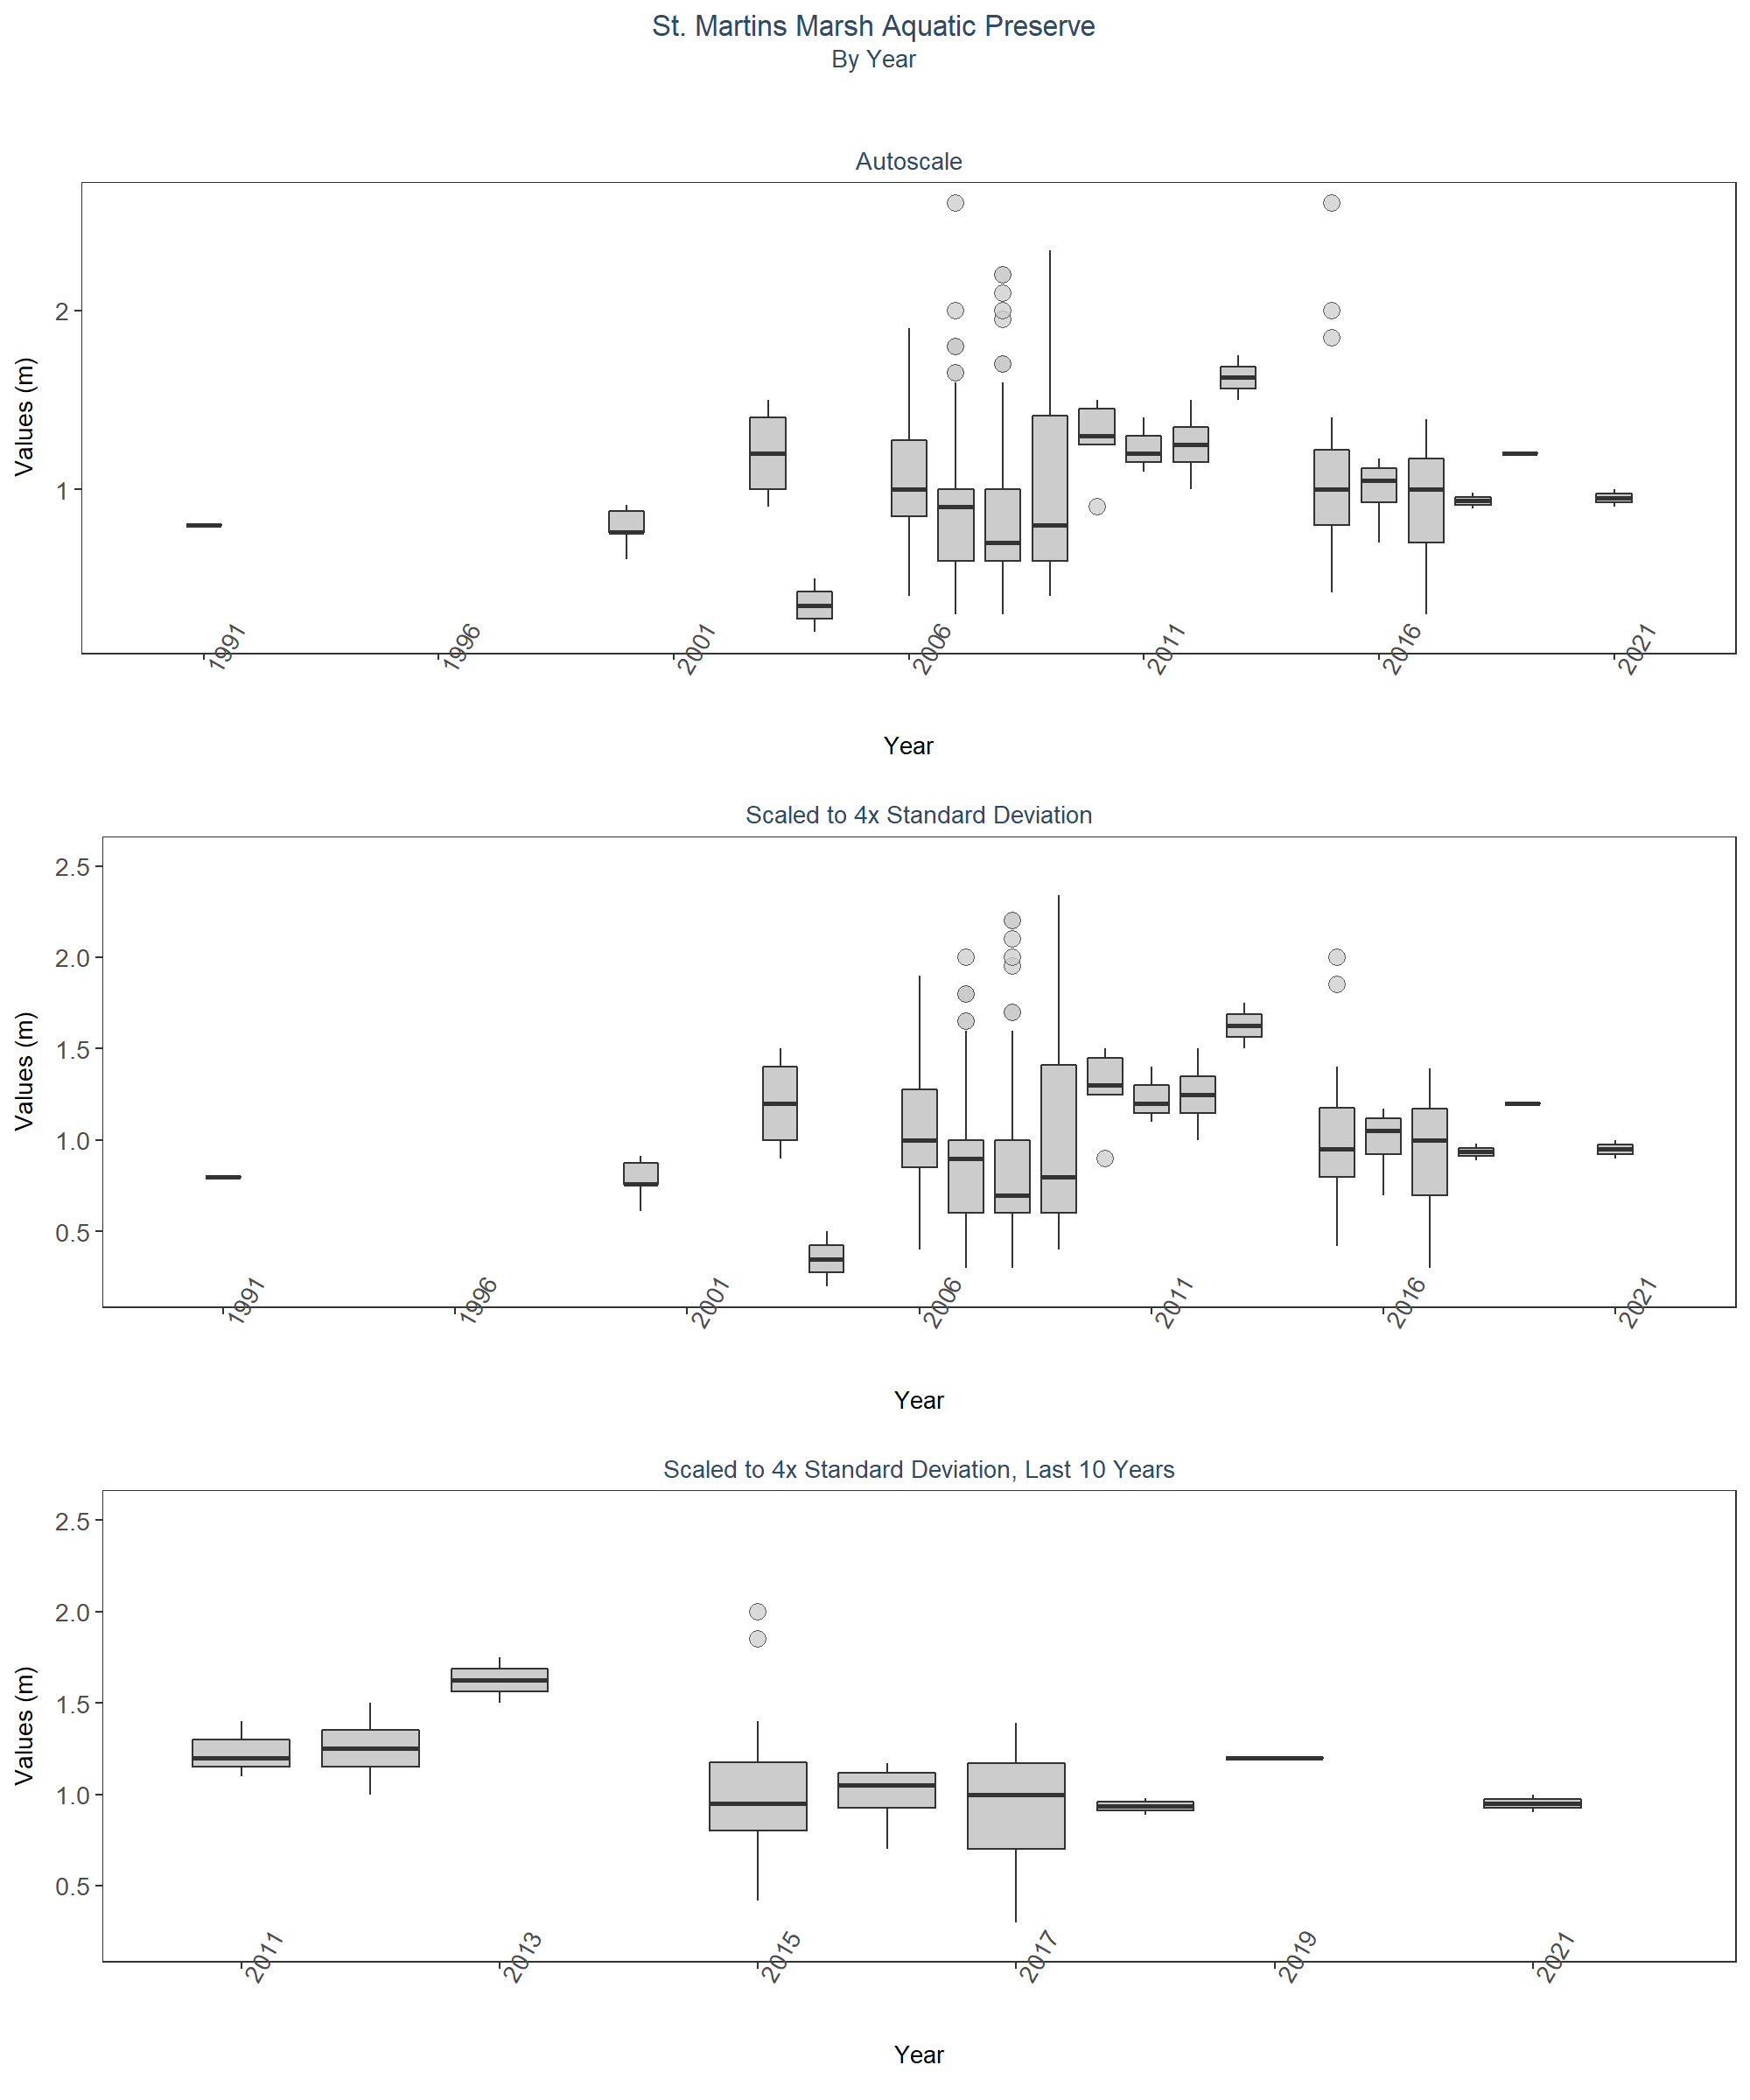 St. Martins Marsh Aquatic Preserve
By Year
Autoscale
Values (m)
2
1
1991 1996 2001 2006 2011 2016 2021
Year
Scaled to 4x Standard Deviation
Values (m)
2.5
2.0
1.5
1.0
0.5
1991 1996 2001 2006 2011 2016 2021
Year
Scaled to 4x Standard Deviation, Last 10 Years
Values (m)
2.5
2.0
1.5
1.0
0.5
2011 2013 2015 2017 2019 2021
Year